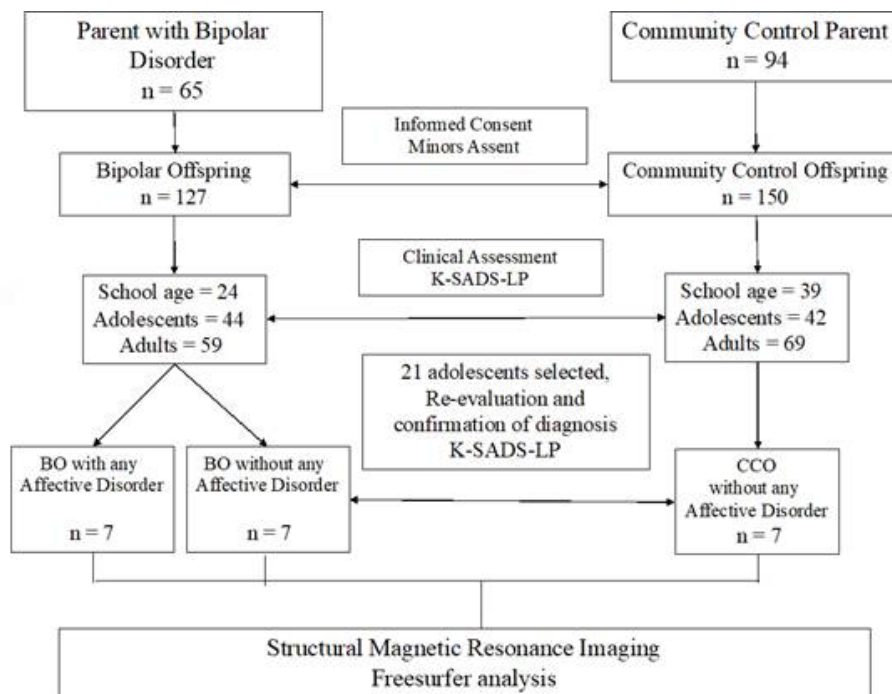 Parent with Bipolar
Disorder
n = 65
Community Control Parent
n = 94
Informed Consent
Minors Assent
Bipolar Offspring
n = 127
Community Control Offspring
n = 150
Clinical Assessment
K-SADS-LP
School age = 24
Adolescents = 44
Adults = 59
School age = 39
Adolescents = 42
Adults = 69
21 adolescents selected,
Re-evaluation and
confirmation of diagnosis
K-SADS-LP
BO with any
Affective Disorder
n = 7
BO without any
Affective Disorder
n = 7
CCO
without any
Affective Disorder
n = 7
Structural Magnetic Resonance Imaging
Freesurfer analysis